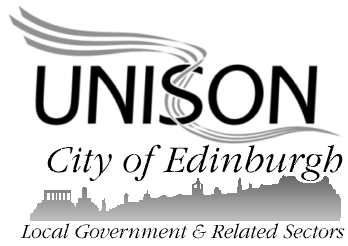 UNISON
City of Edinburgh
Local Government & Related Sectors